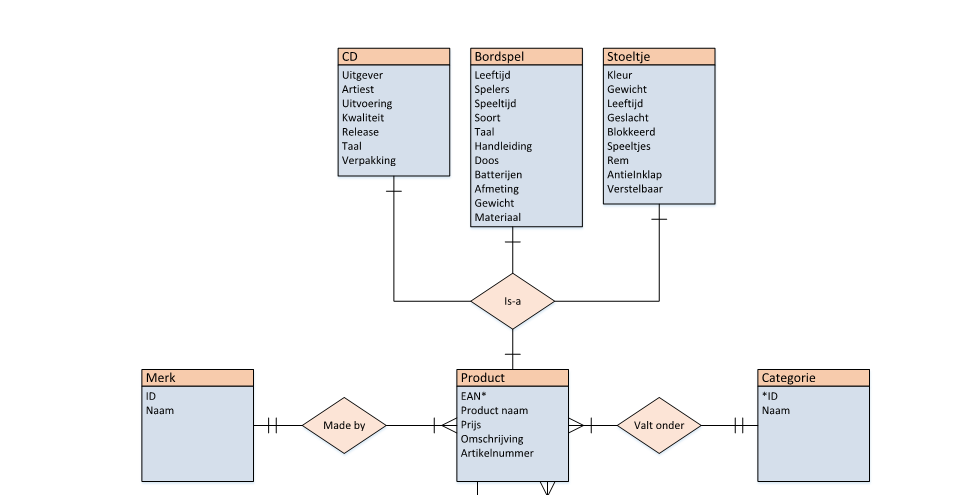 CD
Uitgever
Artiest
Uitvoering
Kwaliteit
Release
Taal
Verpakking
Bordspel
Leeftijd
Spelers
Speeltijd
Soort
Taal
Handleiding
Doos
Batterijen
Afmeting
Gewicht
Materiaal
Stoeltje
Kleur
Gewicht
Leeftijd
Geslacht
Blokkeerd
Speeltjes
Rem
AntieInklap
Verstelbaar
Is-a
Merk
ID
Naam
Made by
Product
EAN*
Product naam
Prijs
Omschrijving
Artikelnummer
Valt onder
Categorie
*ID
Naam